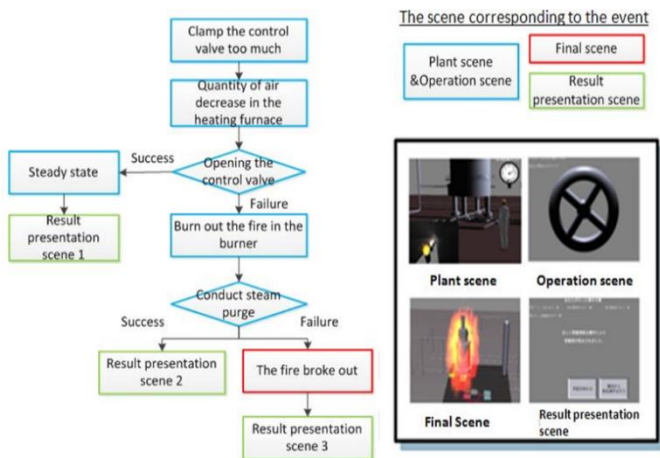 The scene corresponding to the event
Clamp the control
valve too much
Quantity of air
decrease in the
heating furnace
Opening the
control valve
Success
Steady state
Result
presentation
scene 1
Failure
Burn out the fire in the
burner
Conduct steam
purge
Success
Failure
Result presentation
scene 2
The fire broke out
Result presentation
scene 3
Plant scene
&Operation scene
Final scene
Result
presentation scene
Plant scene
Operation scene
Final Scene
Result presentation
scene